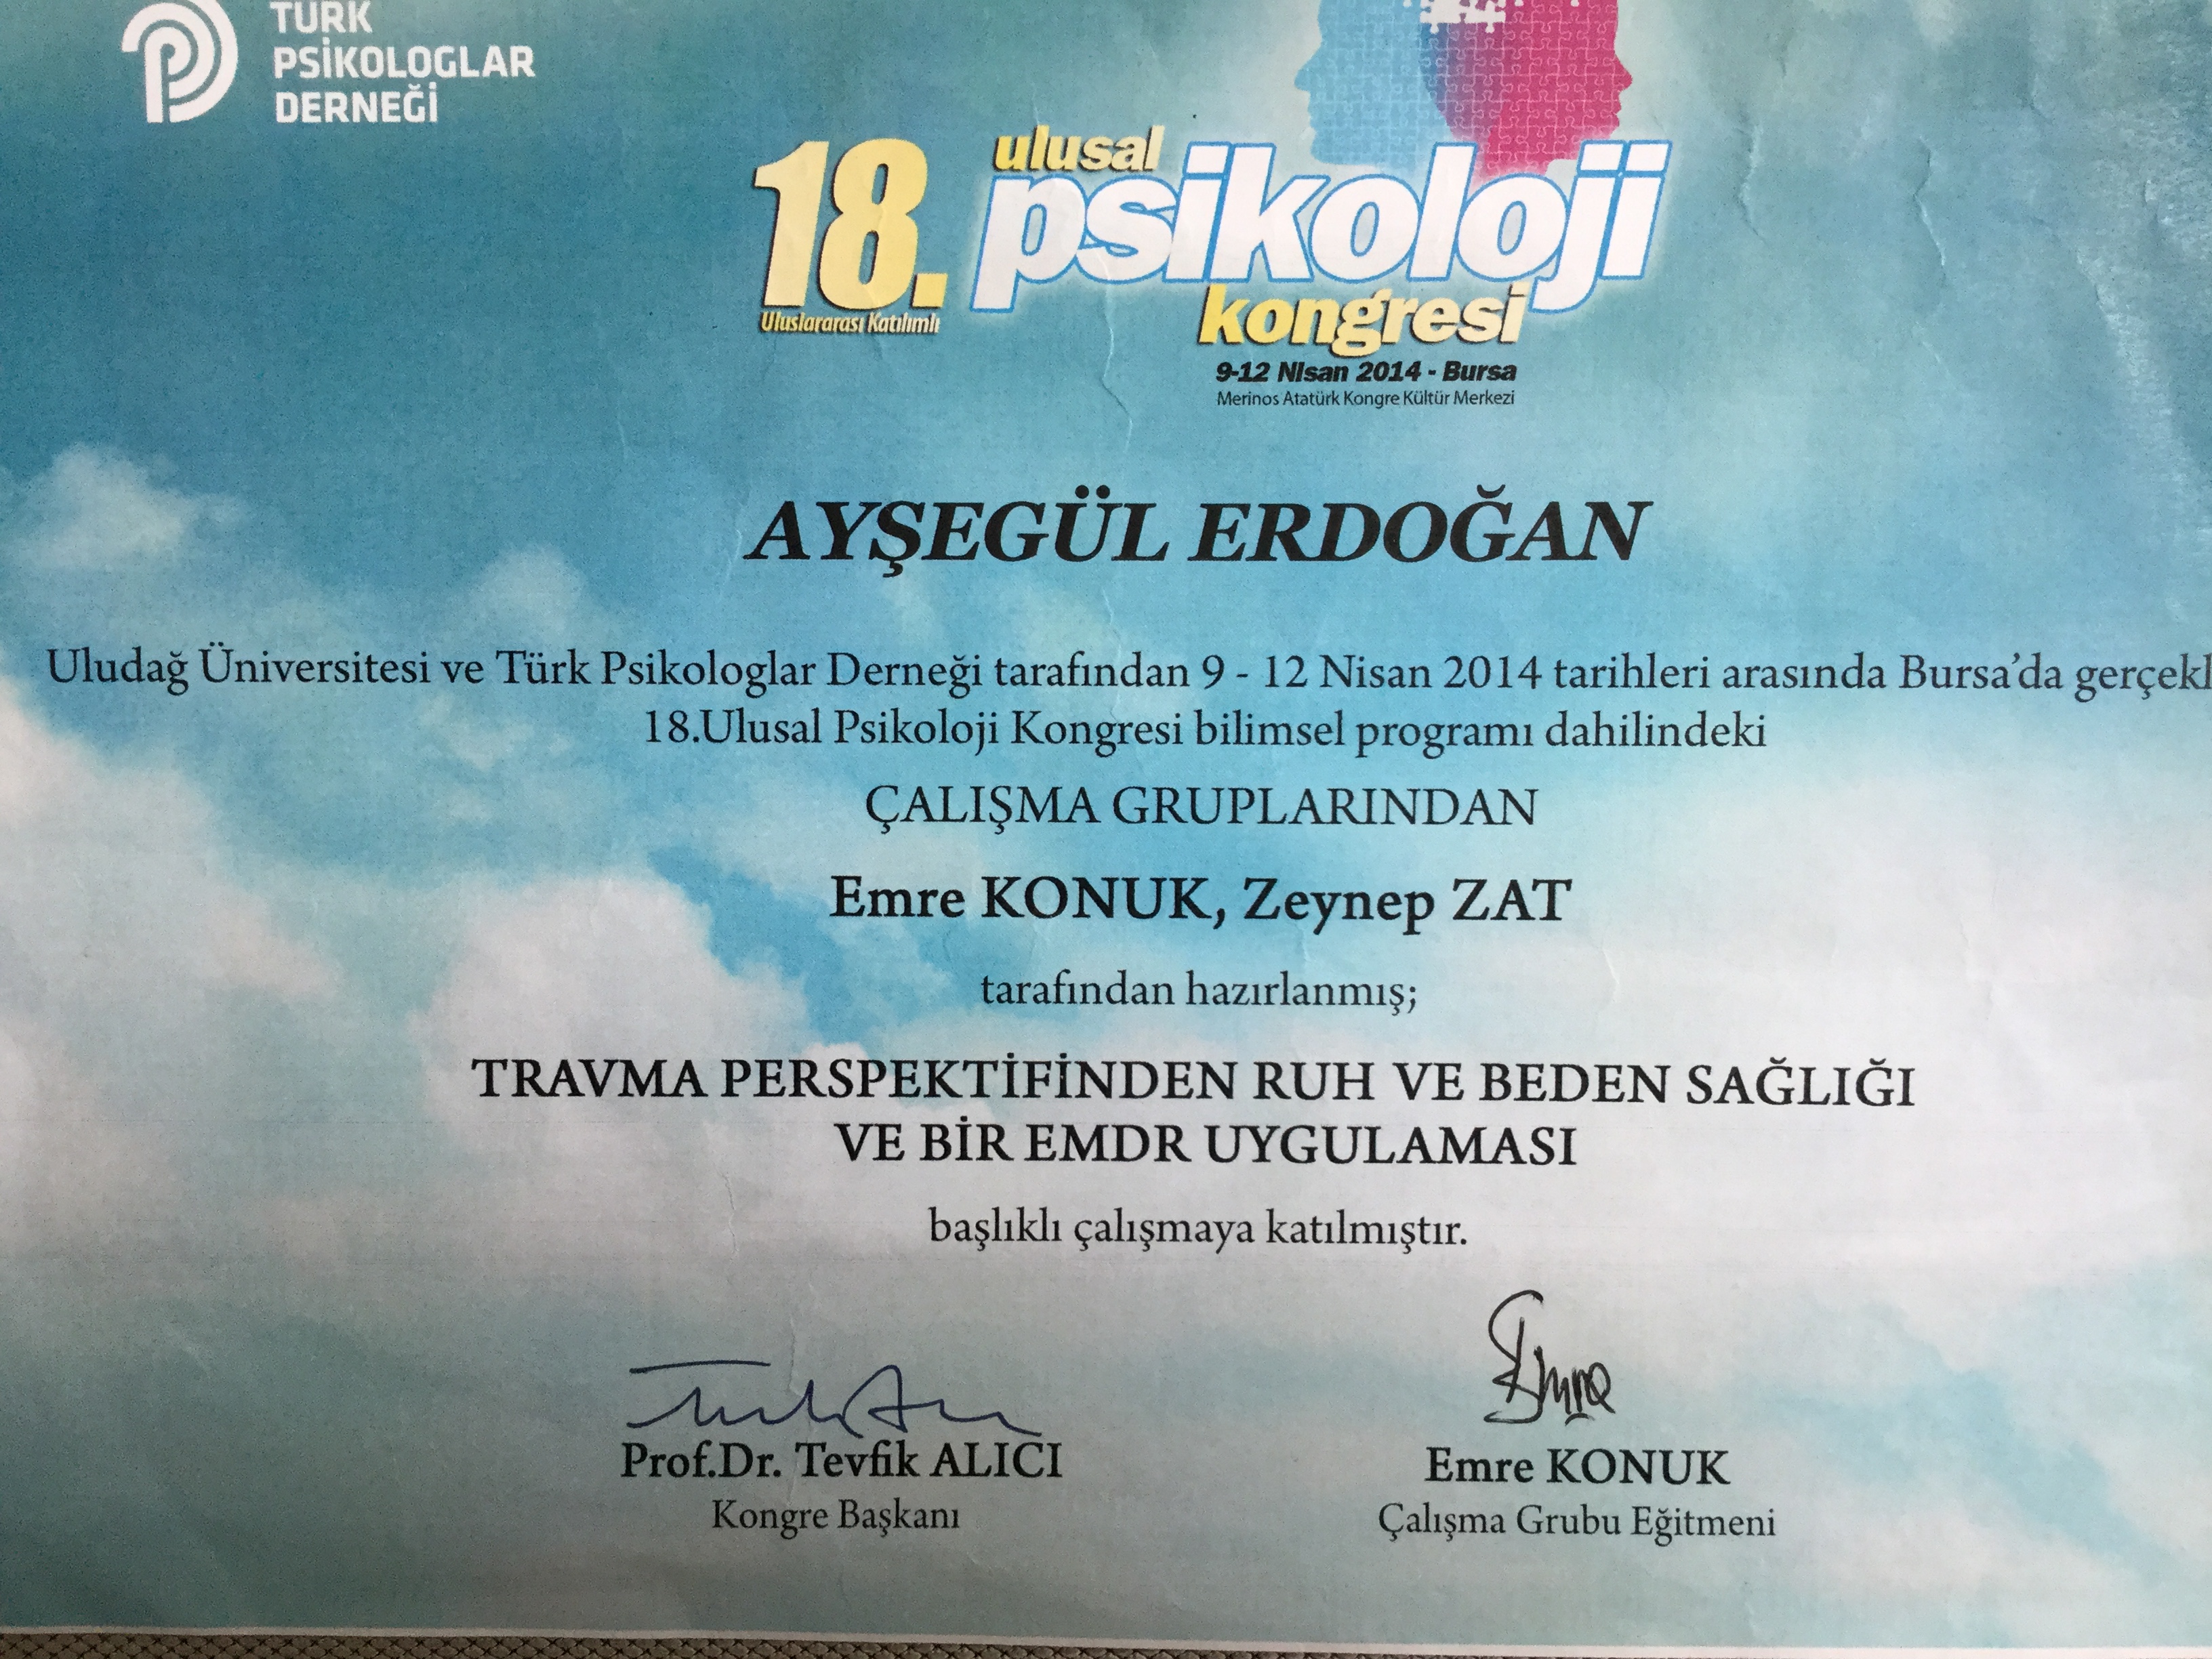 TÜRK
PSİKOLOGLAR
DERNEĞİ
18. ulusal
psikoloji
kongresi
Uluslararası Katılımlı
9-12 Nisan 2014 - Bursa
Merinos Atatürk Kongre Kültür Merkezi
AYŞEGÜL ERDOĞAN
Uludağ Üniversitesi ve Türk Psikologlar Derneği tarafından 9 - 12 Nisan 2014 tarihleri arasında Bursa'da gerçekl
18.Ulusal Psikoloji Kongresi bilimsel programı dahilindeki
ÇALIŞMA GRUPLARINDAN
Emre KONUK, Zeynep ZAT
tarafından hazırlanmış;
TRAVMA PERSPEKTİFİNDEN RUH VE BEDEN SAĞLIĞI
VE BİR EMDR UYGULAMASI
başlıklı çalışmaya katılmıştır.
Emre
Prof.Dr. Tevfik ALICI
Kongre Başkanı
Emre KONUK
Çalışma Grubu Eğitmeni